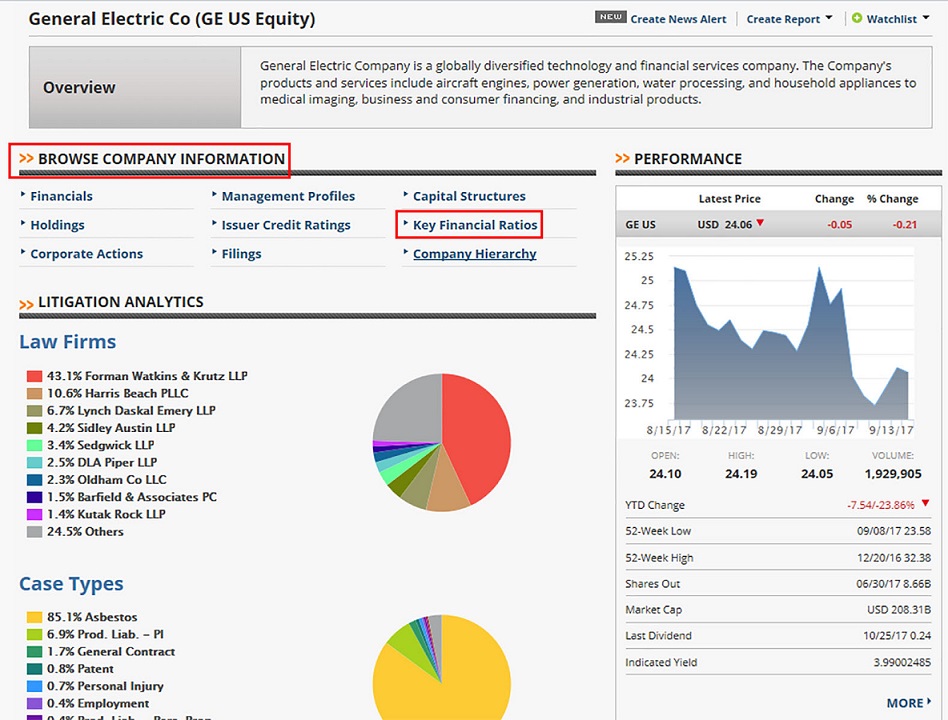 General Electric Co (GE US Equity)
NEW Create News Alert Create Report Watchlist
Overview
General Electric Company is a globally diversified technology and financial services company. The Company's
products and services include aircraft engines, power generation, water processing, and household appliances to
medical imaging, business and consumer financing, and industrial products.
>> BROWSE COMPANY INFORMATION
Financials
Management Profiles
Capital Structures
Holdings
Issuer Credit Ratings
Key Financial Ratios
Corporate Actions
Filings
Company Hierarchy
>> LITIGATION ANALYTICS
Law Firms
43.1% Forman Watkins & Krutz LLP
10.6% Harris Beach PLLC
6.7% Lynch Daskal Emery LLP
4.2% Sidley Austin LLP
3.4% Sedgwick LLP
2.5% DLA Piper LLP
2.3% Oldham Co LLC
1.5% Barfield & Associates PC
1.4% Kutak Rock LLP
24.5% Others
Case Types
85.1% Asbestos
6.9% Prod. Liab. - PI
1.7% General Contract
0.8% Patent
0.7% Personal Injury
0.4% Employment
0.4% Prod. Liab. - Pers. Prop.
>> PERFORMANCE
Latest Price Change % Change
GE US USD 24.06 -0.05 -0.21
25.25
25
24.75
24.5
24.25
24
23.75
8/15/17 8/22/17 8/29/17 9/6/17 9/13/17
OPEN: HIGH: LOW: VOLUME:
24.10 24.19 24.05 1,929,905
YTD Change -7.54/-23.86%
52-Week Low 09/08/17 23.58
52-Week High 12/20/16 32.38
Shares Out 06/30/17 8.66B
Market Cap USD 208.31B
Last Dividend 10/25/17 0.24
Indicated Yield 3.99002485
MORE